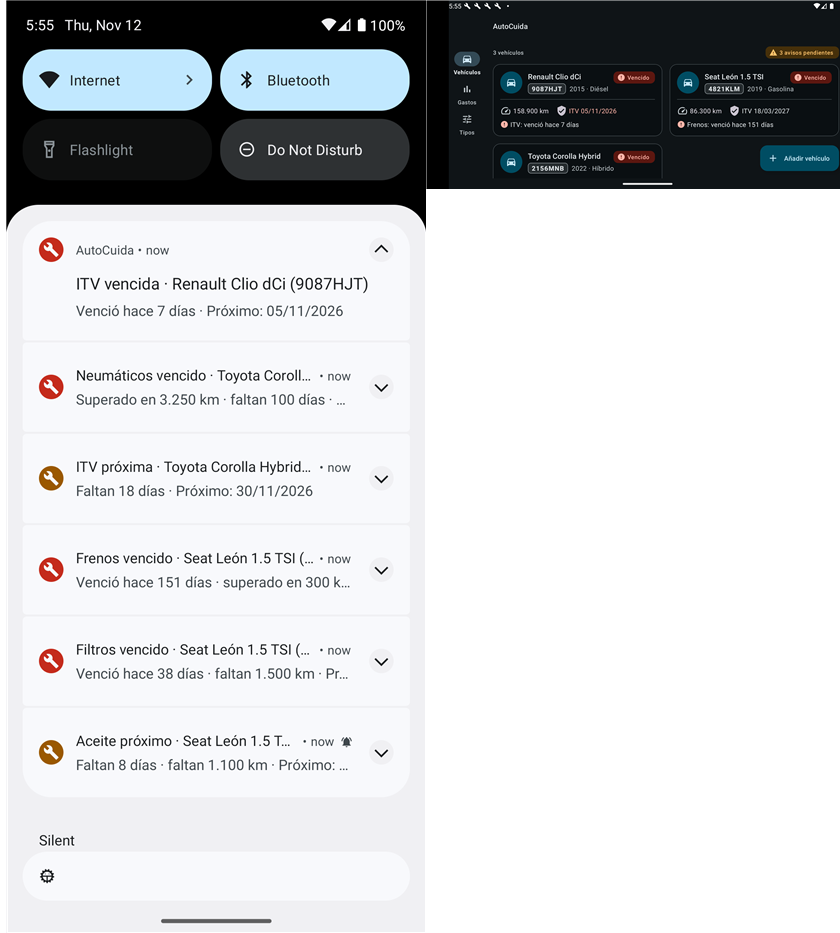 5:55 Thu, Nov 12 100%
Internet
Bluetooth
Flashlight
Do Not Disturb
AutoCuida • now
ITV vencida · Renault Clio dCi (9087HJT)
Venció hace 7 días · Próximo: 05/11/2026
Neumáticos vencido · Toyota Coroll... • now
Superado en 3.250 km · faltan 100 días · ...
ITV próxima · Toyota Corolla Hybrid... • now
Faltan 18 días · Próximo: 30/11/2026
Frenos vencido · Seat León 1.5 TSI (... • now
Venció hace 151 días · superado en 300 k...
Filtros vencido · Seat León 1.5 TSI (... • now
Venció hace 38 días · faltan 1.500 km · Pr...
Aceite próximo · Seat León 1.5 T... • now
Faltan 8 días · faltan 1.100 km · Próximo: ...
Silent
5:55
AutoCuida
3 vehículos
3 avisos pendientes
Vehículos
Gastos
Tipos
Renault Clio dCi
Vencido
9087HJT 2015 · Diésel
158.900 km ITV 05/11/2026
ITV: venció hace 7 días
Seat León 1.5 TSI
Vencido
4821KLM 2019 · Gasolina
86.300 km ITV 18/03/2027
Frenos: venció hace 151 días
Toyota Corolla Hybrid
Vencido
2156MNB 2022 · Híbrido
+ Añadir vehículo